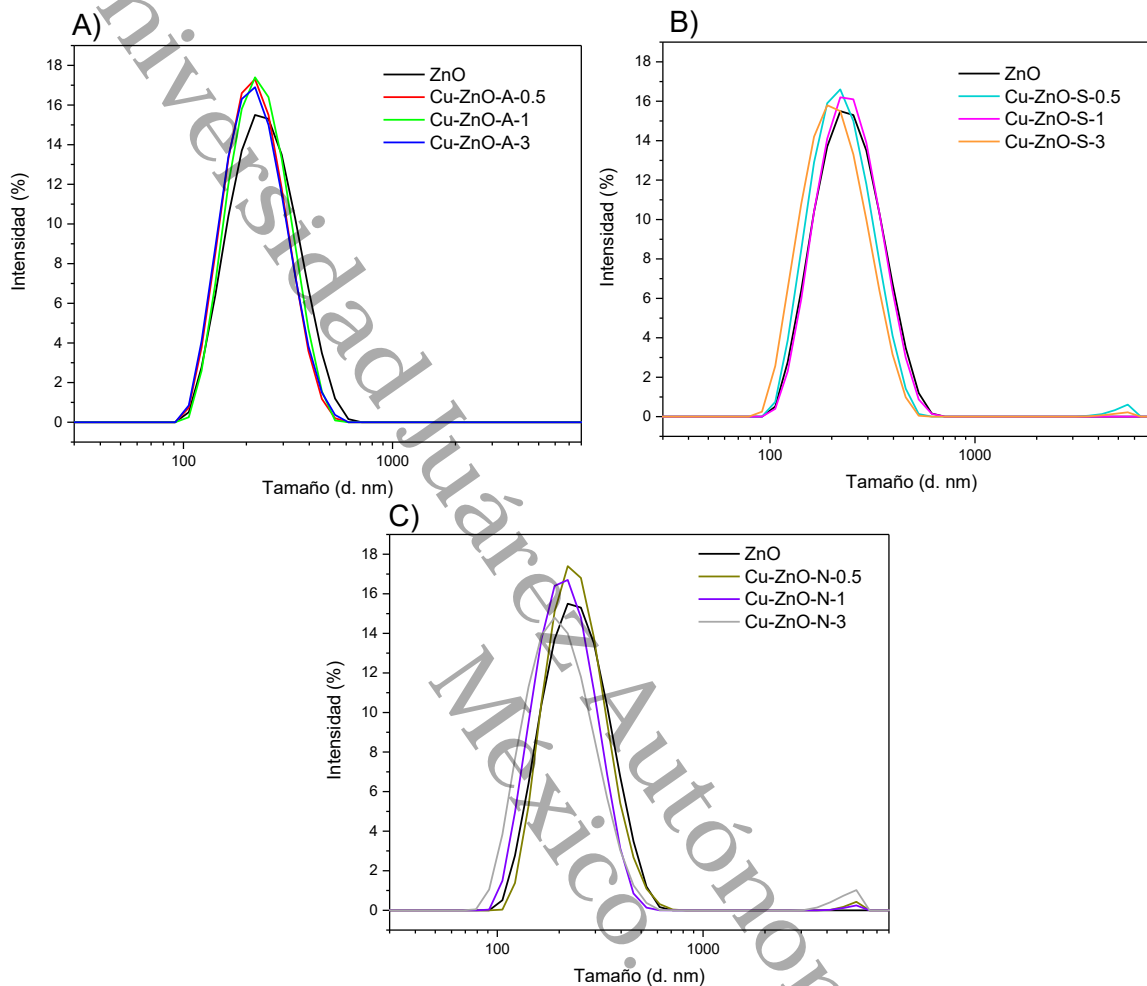 A)
18
16
14
12
10
8
6
4
2
0
Intensidad (%)
100
1000
Tamaño (d. nm)
ZnO
Cu-ZnO-A-0.5
Cu-ZnO-A-1
Cu-ZnO-A-3
B)
18
16
14
12
10
8
6
4
2
0
Intensidad (%)
100
1000
Tamaño (d. nm)
ZnO
Cu-ZnO-S-0.5
Cu-ZnO-S-1
Cu-ZnO-S-3
C)
18
16
14
12
10
8
6
4
2
0
Intensidad (%)
100
1000
Tamaño (d. nm)
ZnO
Cu-ZnO-N-0.5
Cu-ZnO-N-1
Cu-ZnO-N-3
niversidad Juárez Autónom
México.